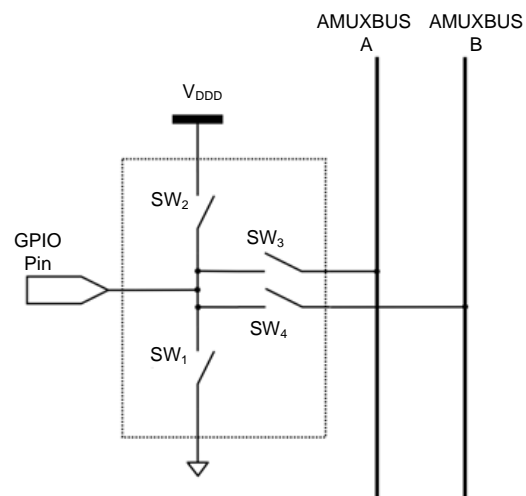 AMUXBUS
A
AMUXBUS
B
VDDD
SW2
GPIO
Pin
SW3
SW4
SW1